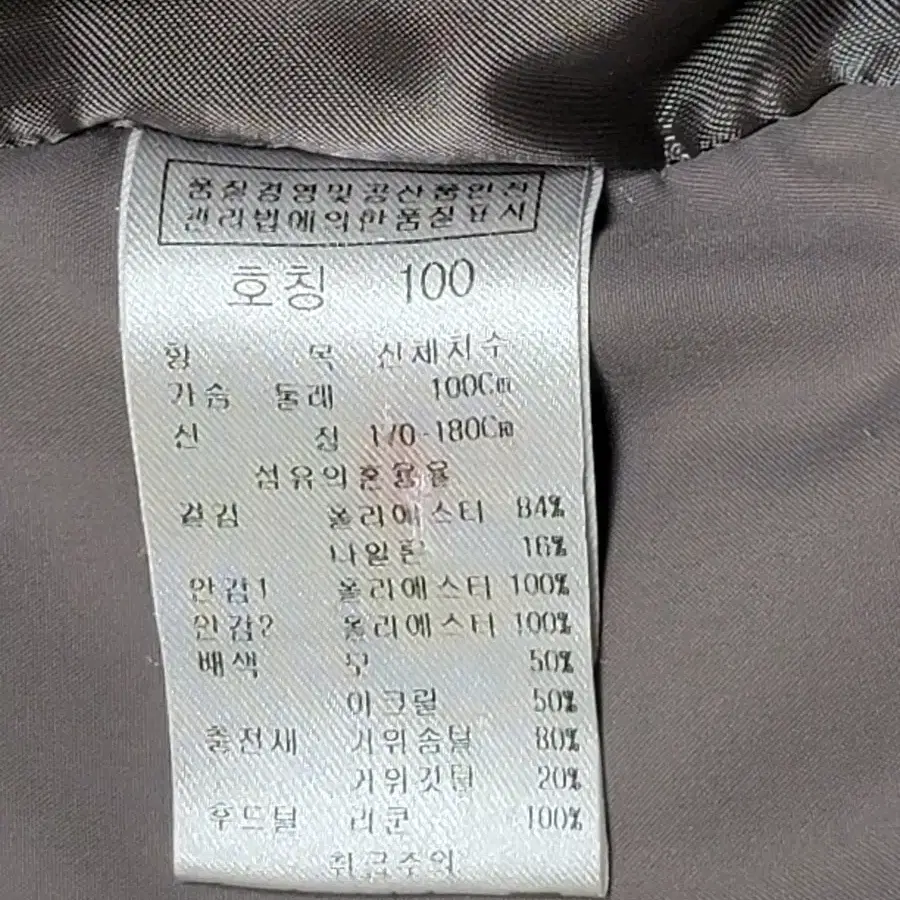 품질경영및공산품안전
관리법에의한품질표시
호칭 100
항 목 신체치수
가슴 둘레 100Cm
신 장 170-180Cm
섬유의혼용율
겉감 폴리에스터 84%
나일론 16%
안감1 폴리에스터 100%
안감2 폴리에스터 100%
배색 모 50%
아크릴 50%
충전재 거위솜털 80%
거위깃털 20%
후드털 라쿤 100%
취급주의